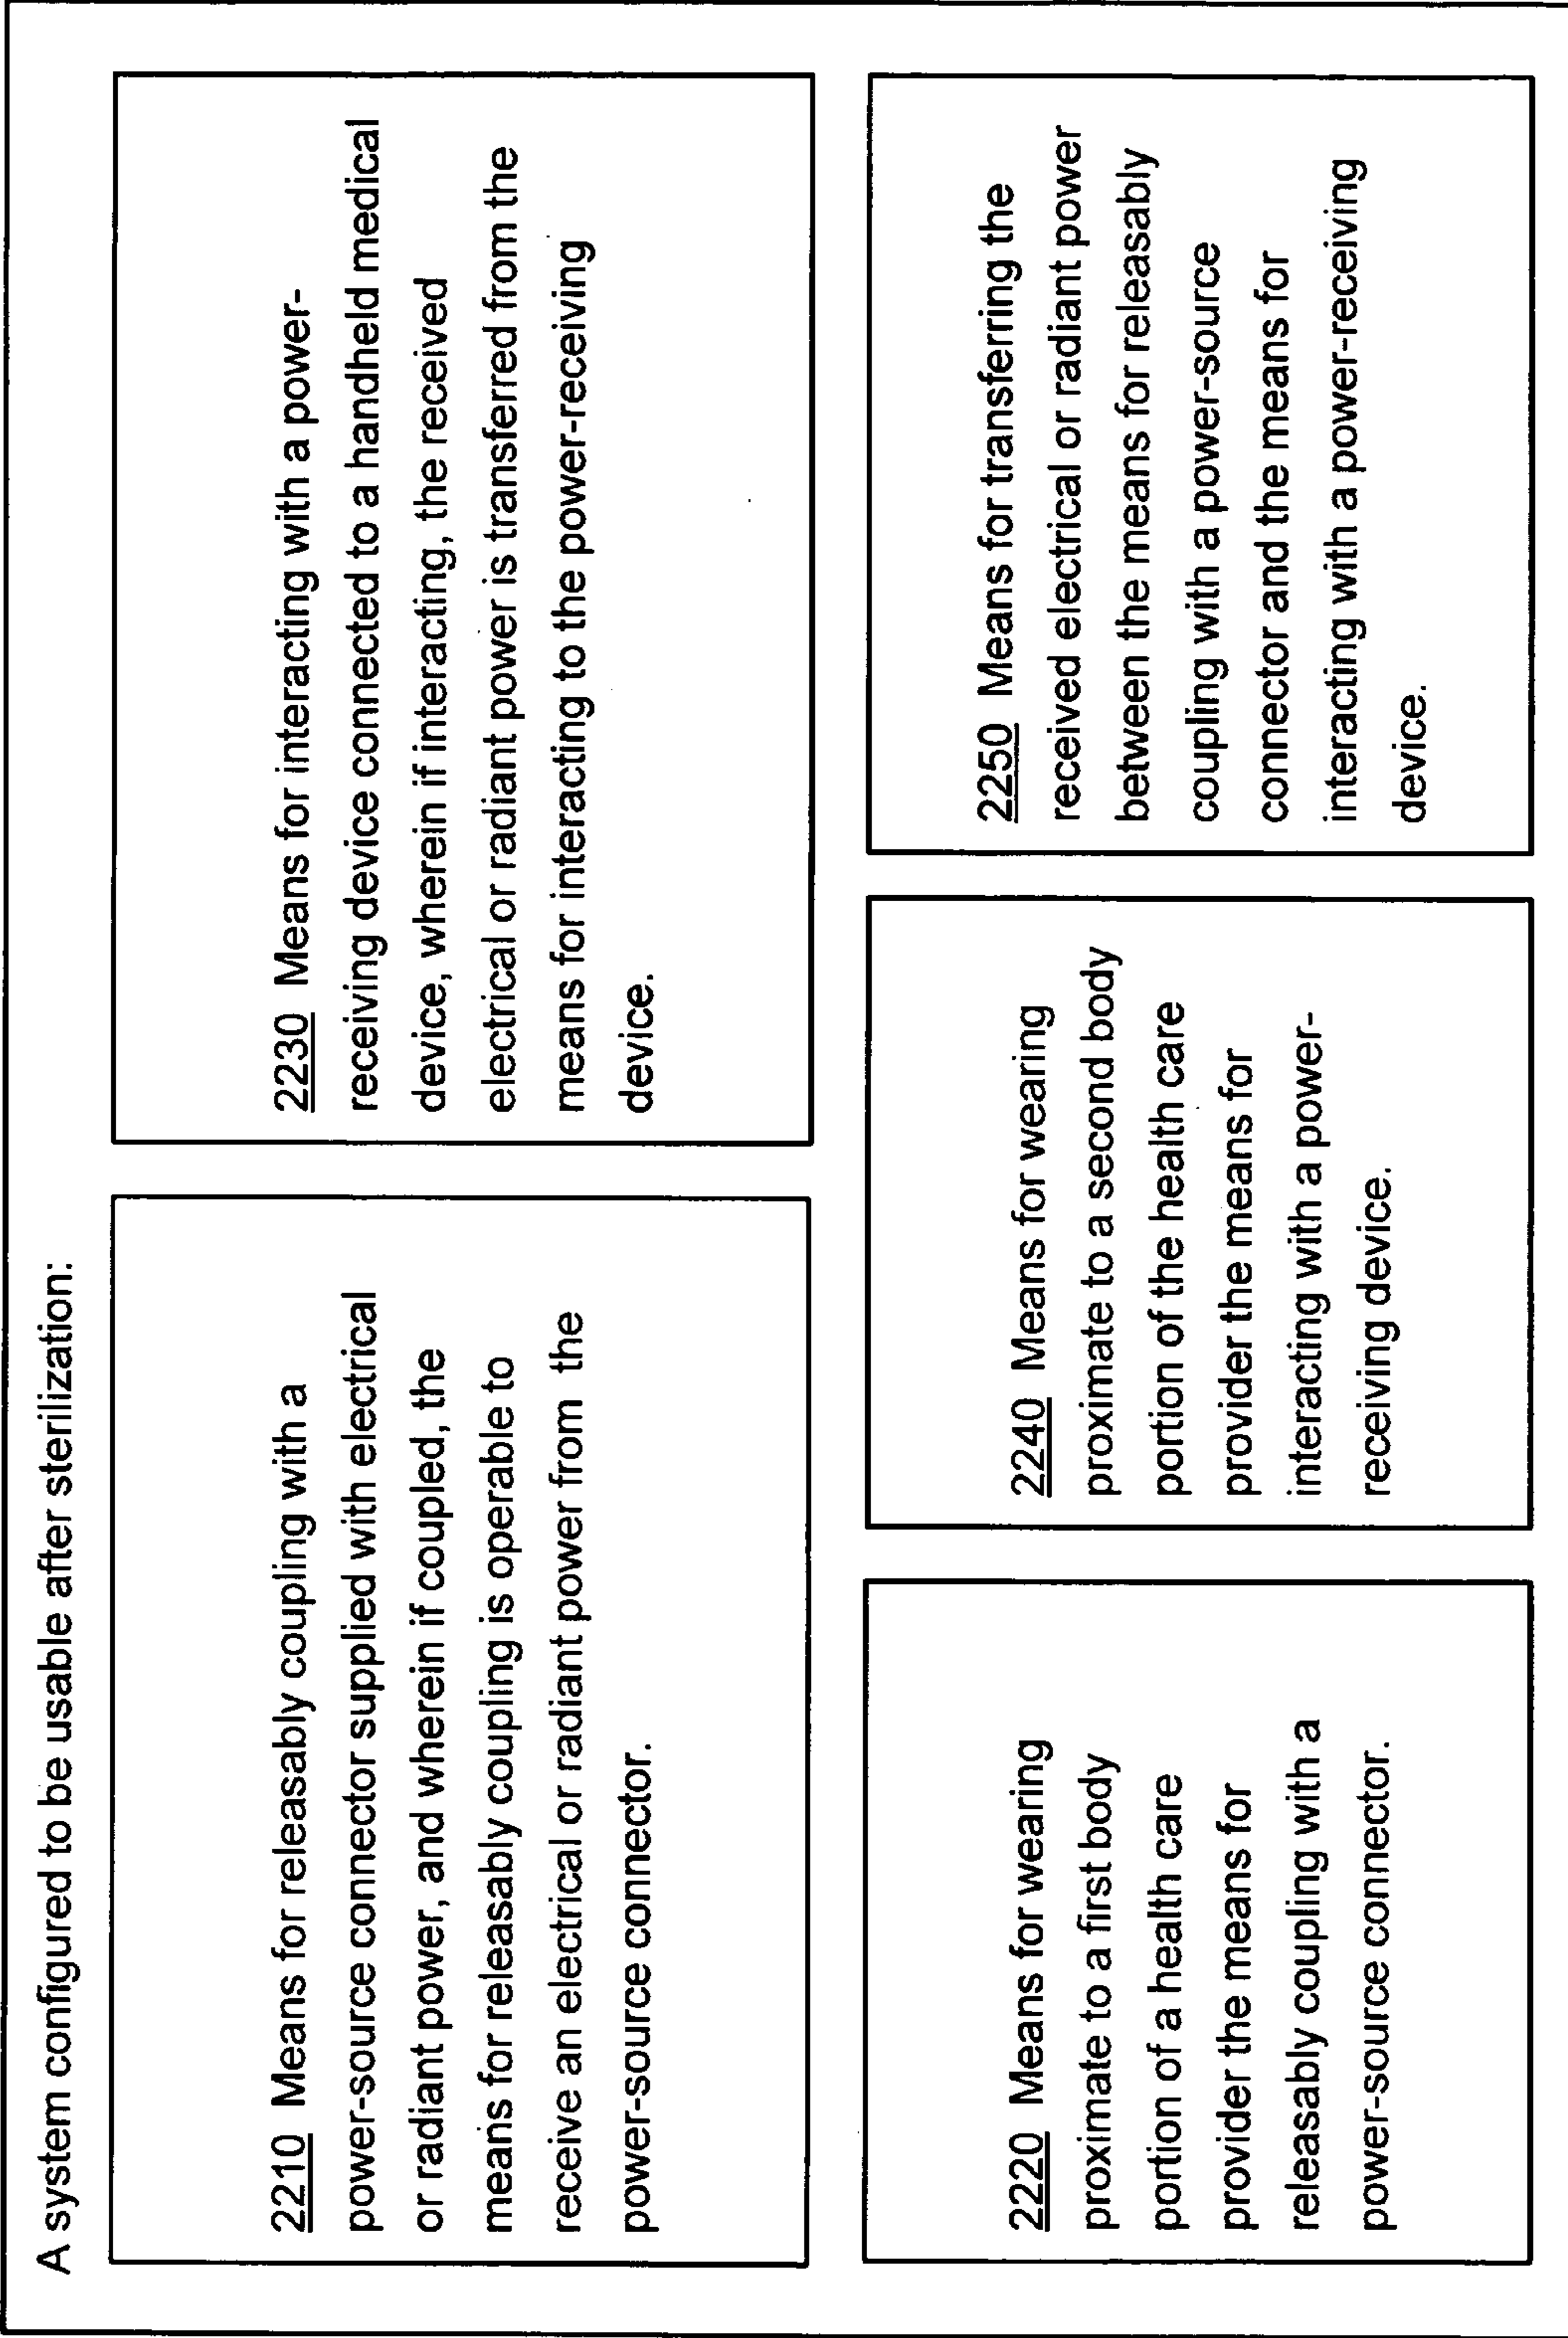 A system configured to be usable after sterilization:
2210 Means for releasably coupling with a
power-source connector supplied with electrical
or radiant power, and wherein if coupled, the
means for releasably coupling is operable to
receive an electrical or radiant power from the
power-source connector.
2230 Means for interacting with a power-
receiving device connected to a handheld medical
device, wherein if interacting, the received
electrical or radiant power is transferred from the
means for interacting to the power-receiving
device.
2220 Means for wearing
proximate to a first body
portion of a health care
provider the means for
releasably coupling with a
power-source connector.
2240 Means for wearing
proximate to a second body
portion of the health care
provider the means for
interacting with a power-
receiving device.
2250 Means for transferring the
received electrical or radiant power
between the means for releasably
coupling with a power-source
connector and the means for
interacting with a power-receiving
device.